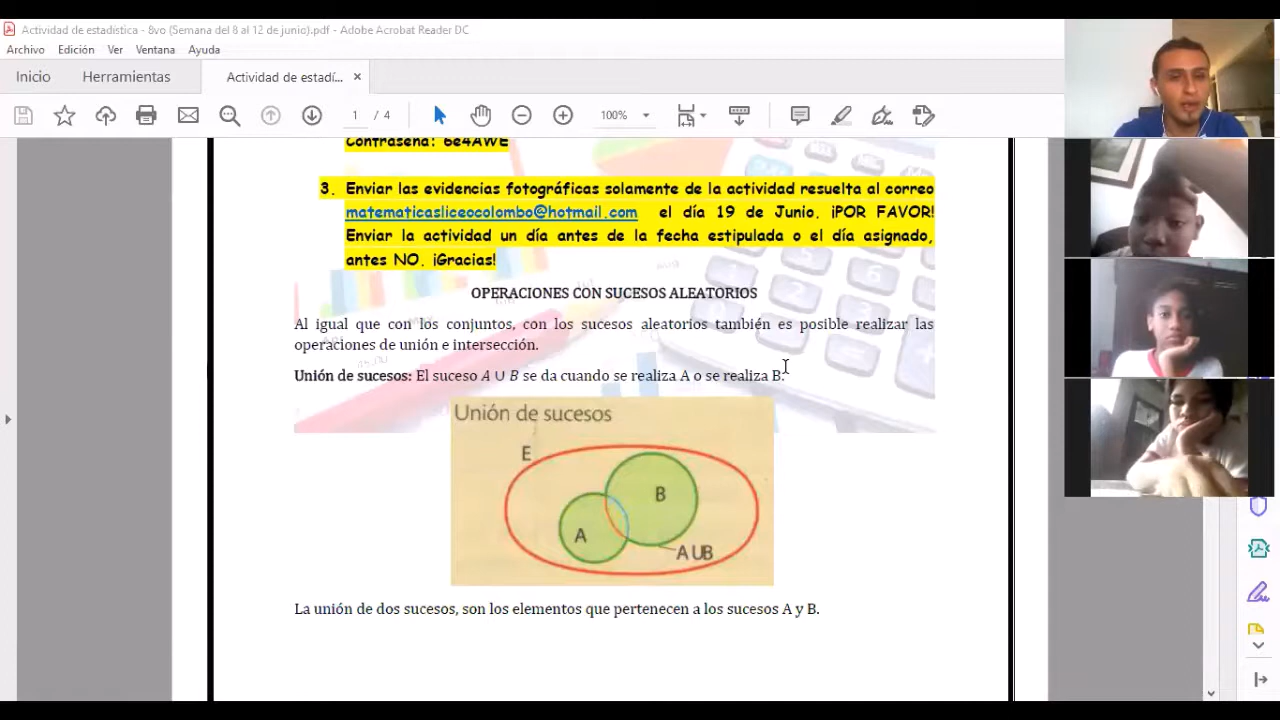 Actividad de estadística - 8vo (Semana del 8 al 12 de junio).pdf - Adobe Acrobat Reader DC
Archivo Edición Ver Ventana Ayuda
Inicio Herramientas Actividad de estadí... ×
1 / 4 100%
Contraseña: 6e4AWE
3. Enviar las evidencias fotográficas solamente de la actividad resuelta al correo
matematicasliceocolombo@hotmail.com el día 19 de Junio. ¡POR FAVOR!
Enviar la actividad un día antes de la fecha estipulada o el día asignado,
antes NO. ¡Gracias!
OPERACIONES CON SUCESOS ALEATORIOS
Al igual que con los conjuntos, con los sucesos aleatorios también es posible realizar las
operaciones de unión e intersección.
Unión de sucesos: El suceso A ∪ B se da cuando se realiza A o se realiza B.
Unión de sucesos
E
B
A
A UB
La unión de dos sucesos, son los elementos que pertenecen a los sucesos A y B.